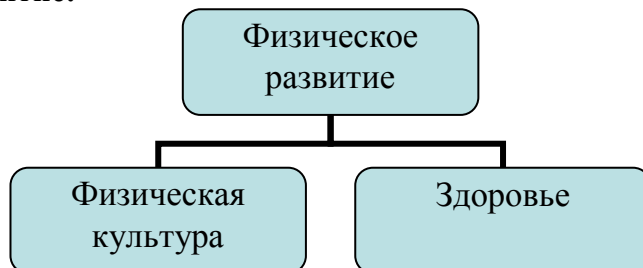 Физическое
развитие
Физическая
культура
Здоровье